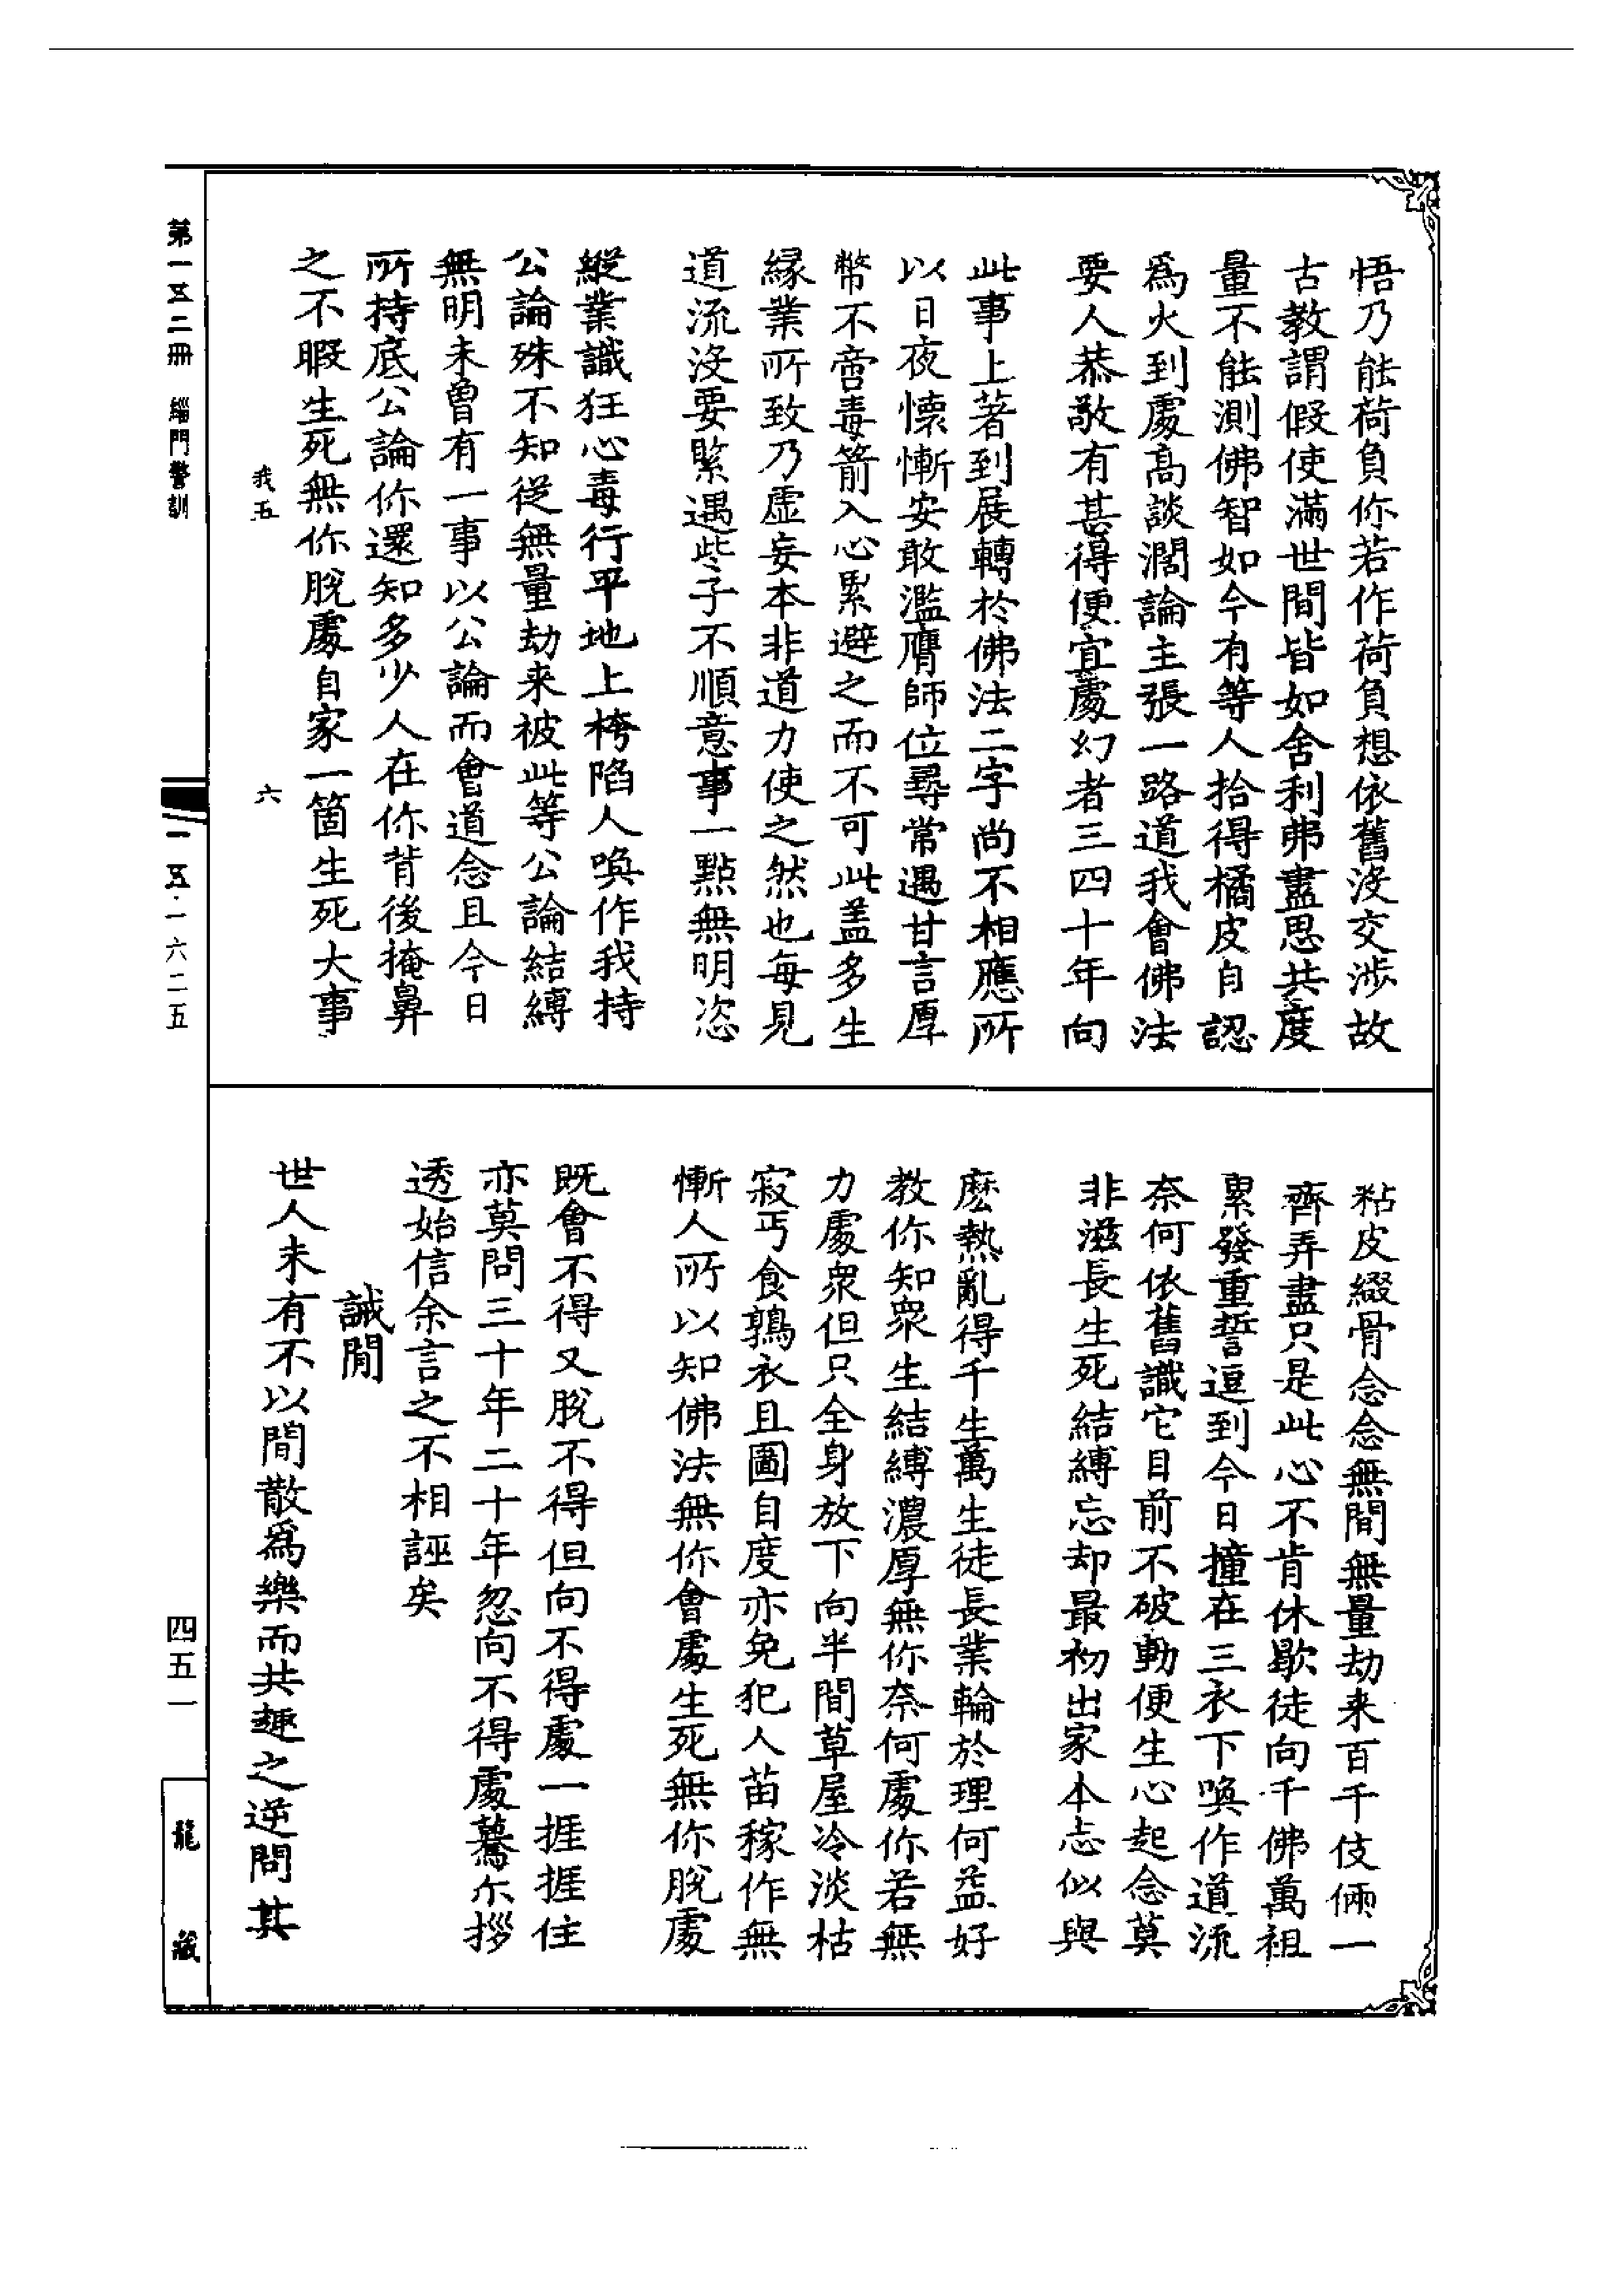 悟乃能荷負你若作荷負想依舊沒交涉故
古教謂假使滿世間皆如舍利弗盡思共度
量不能測佛智如今有等人拾得橘皮自認
爲火到處高談濶論主張一路道我會佛法
要人恭敬有甚得便宜處幻者三四十年向
此事上著到展轉於佛法二字尚不相應所
以日夜懷慚安敢濫膺師位尋常遇甘言厚
幣不啻毒箭入心累避之而不可此盖多生
緣業所致乃虛妄本非道力使之然也每見
道流沒要緊遇些子不順意事一點無明恣
縱業識狂心毒行平地上榜陷人喚作我持
公論殊不知從無量劫来被此等公論結縛
無明未曾有一事以公論而會道念且今日
所持底公論你還知多少人在你背後掩鼻
之不暇生死無你脫處自家一箇生死大事
我五
六
粘皮綴骨念念無間無量劫来百千伎倆一
齊弄盡只是此心不肯休歇徒向千佛萬祖
累發重誓逗到今日撞在三衣下喚作道流
奈何依舊識它目前不破動便生心起念莫
非滋長生死結縛忘却最初出家本志似與
麽熱亂得千生萬生徒長業輪於理何益好
教你知衆生結縛濃厚無你奈何處你若無
力處衆但只全身放下向半間草屋冷淡枯
寂丐食鶉衣且圖自度亦免犯人苗稼作無
慚人所以知佛法無你會處生死無你脫處
既會不得又脫不得但向不得處一捱捱住
亦莫問三十年二十年忽向不得處驀尒拶
透始信余言之不相誣矣
誡閒
世人未有不以間散爲樂而共趣之逆問其
第一五二冊 緇門警訓
一五·一六二五
四五一
龍藏